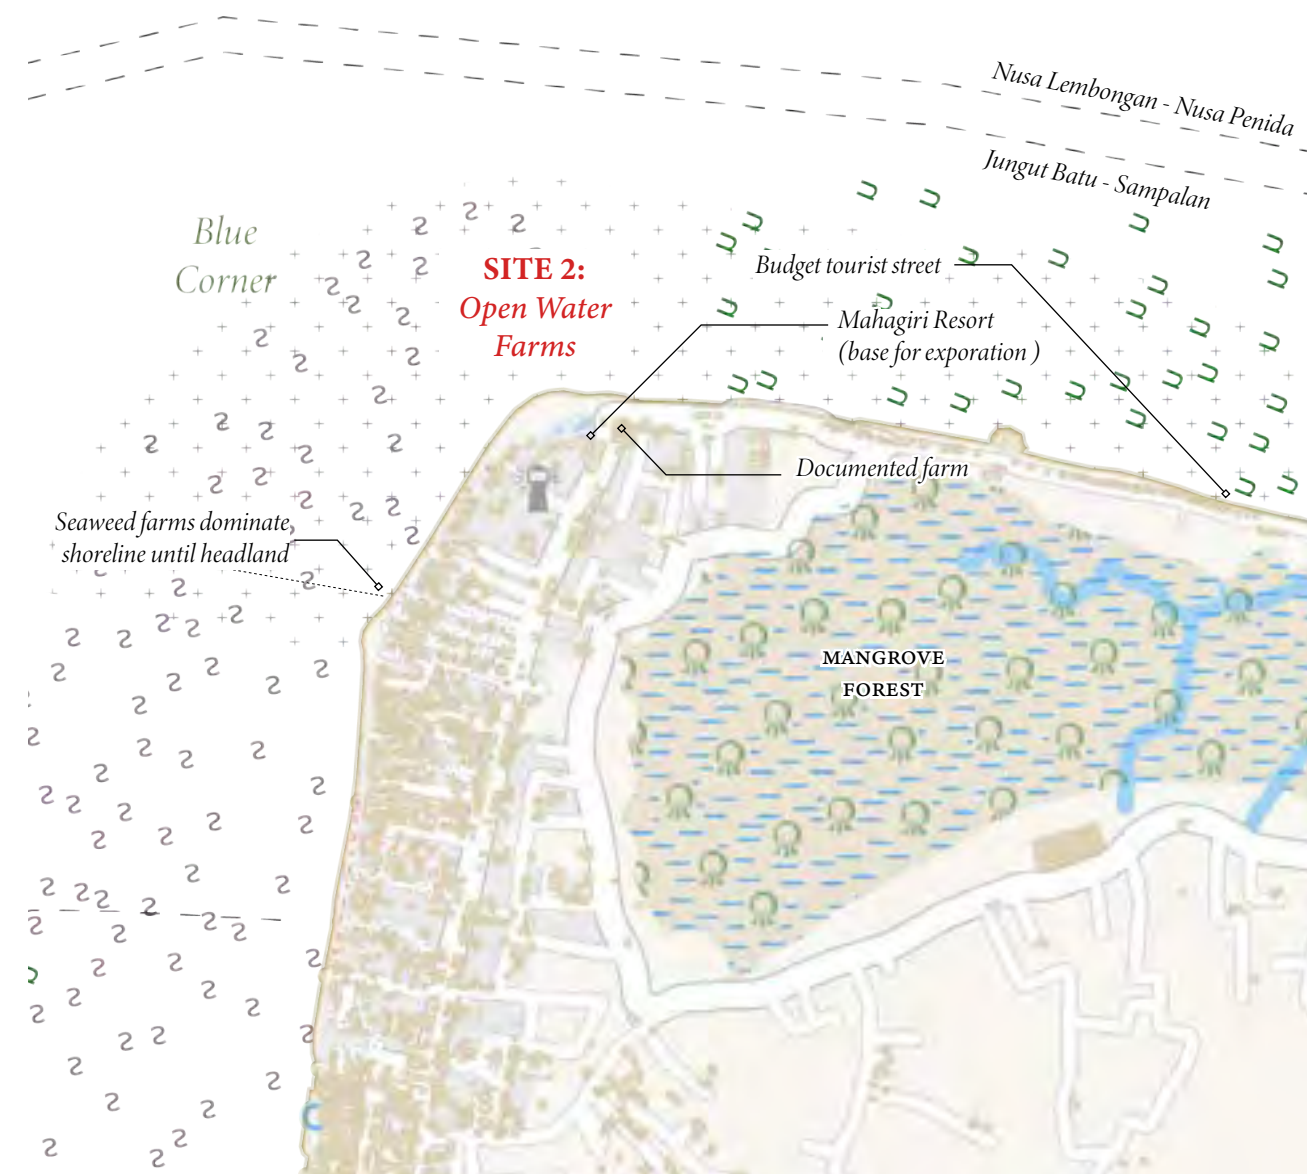 Nusa Lembongan - Nusa Penida
Jungut Batu - Sampalan
Blue
Corner
SITE 2:
Open Water
Farms
Budget tourist street
Mahagiri Resort
(base for exporation )
Documented farm
Seaweed farms dominate
shoreline until headland
MANGROVE
FOREST